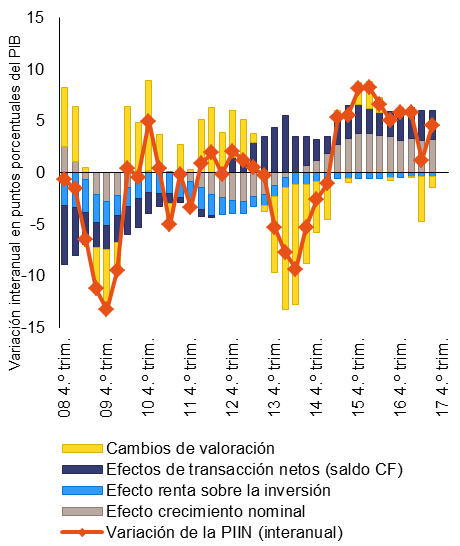 Variación interanual en puntos porcentuales del PIB
15
10
5
0
-5
-10
-15
08 4.º trim.
09 4.º trim.
10 4.º trim.
11 4.º trim.
12 4.º trim.
13 4.º trim.
14 4.º trim.
15 4.º trim.
16 4.º trim.
17 4.º trim.
Cambios de valoración
Efectos de transacción netos (saldo CF)
Efecto renta sobre la inversión
Efecto crecimiento nominal
Variación de la PIIN (interanual)